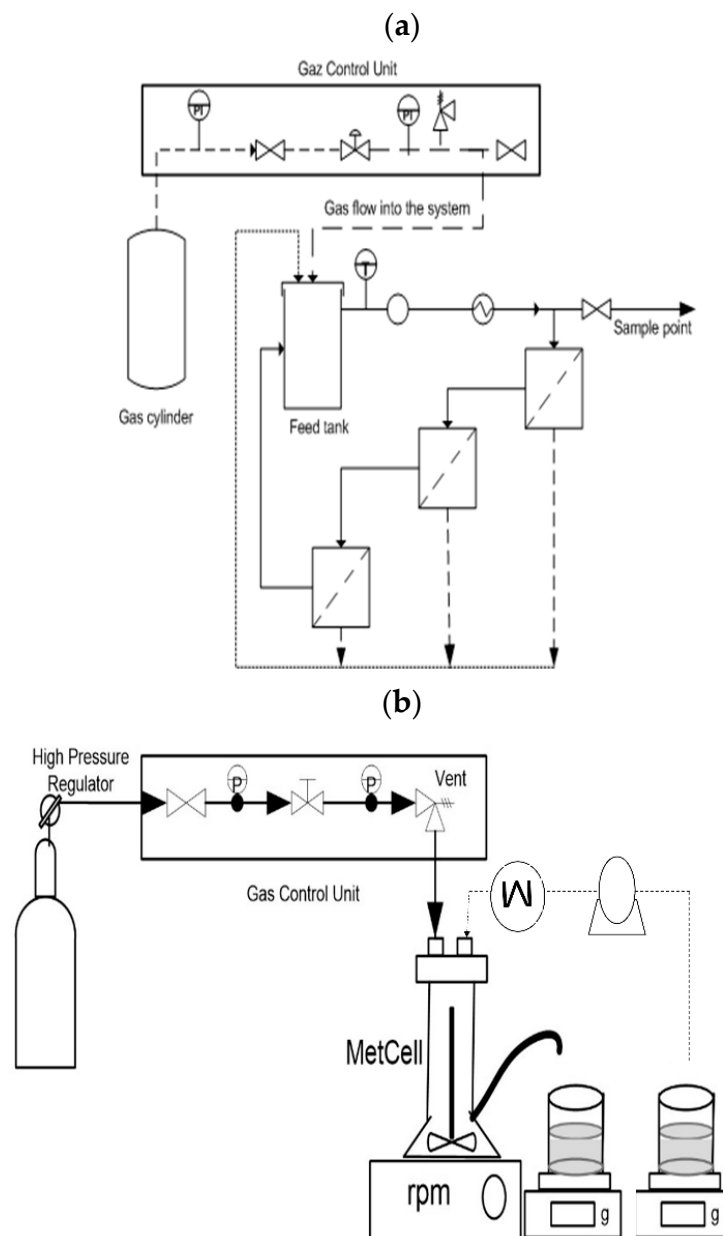 (a)
Gaz Control Unit
PI
PI
Gas flow into the system
T
Sample point
Gas cylinder
Feed tank
(b)
High Pressure
Regulator
P
P
Vent
Gas Control Unit
M
MetCell
rpm
g
g